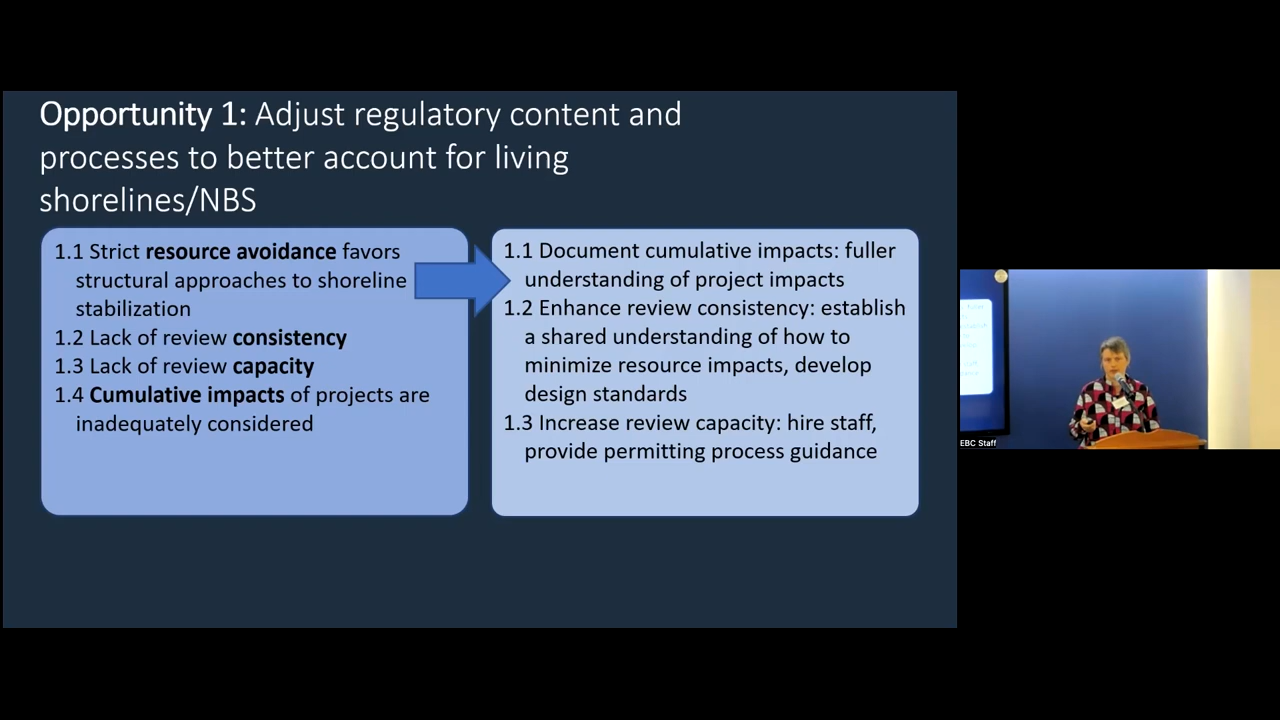 Opportunity 1: Adjust regulatory content and
processes to better account for living
shorelines/NBS
1.1 Strict resource avoidance favors
structural approaches to shoreline
stabilization
1.2 Lack of review consistency
1.3 Lack of review capacity
1.4 Cumulative impacts of projects are
inadequately considered
1.1 Document cumulative impacts: fuller
understanding of project impacts
1.2 Enhance review consistency: establish
a shared understanding of how to
minimize resource impacts, develop
design standards
1.3 Increase review capacity: hire staff,
provide permitting process guidance
EBC Staff